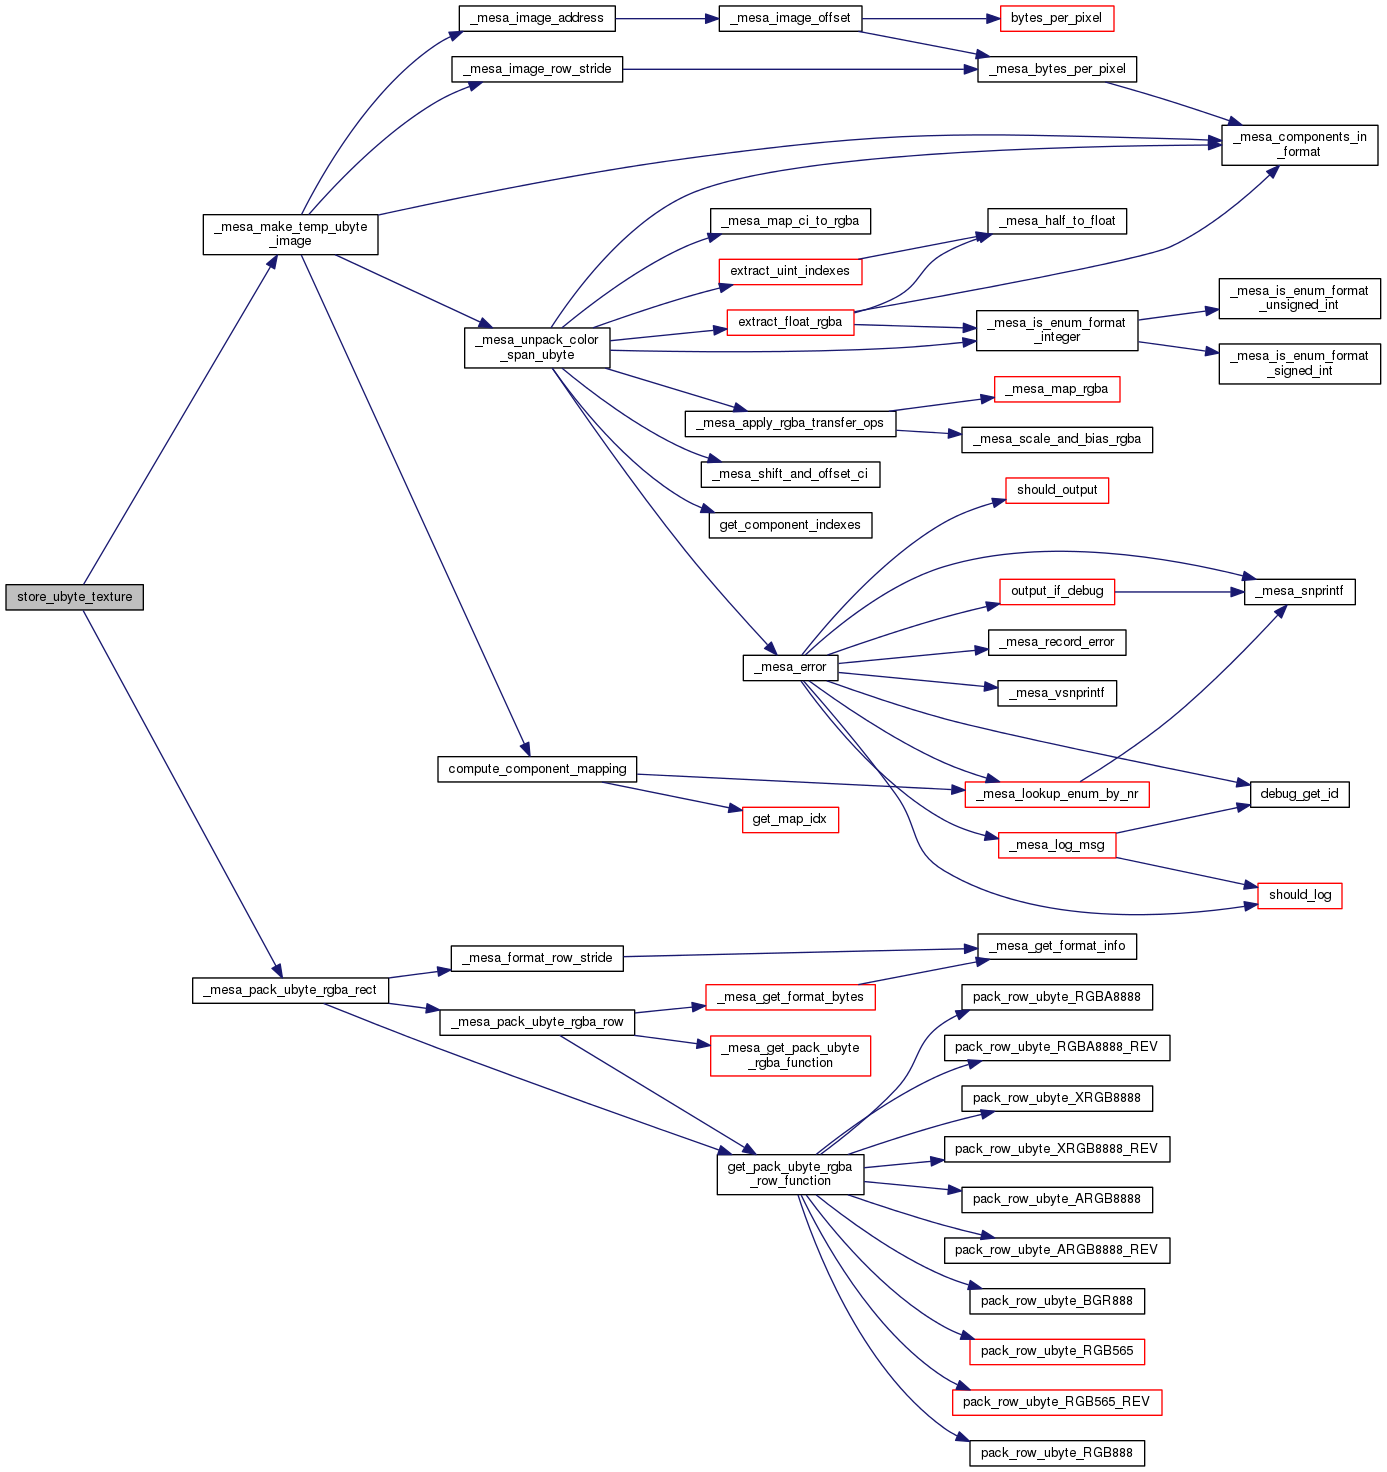 _mesa_image_address
_mesa_image_offset
bytes_per_pixel
_mesa_image_row_stride
_mesa_bytes_per_pixel
_mesa_components_in
_format
_mesa_make_temp_ubyte
_image
_mesa_map_ci_to_rgba
_mesa_half_to_float
extract_uint_indexes
_mesa_is_enum_format
_unsigned_int
extract_float_rgba
_mesa_is_enum_format
_integer
_mesa_unpack_color
_span_ubyte
_mesa_is_enum_format
_signed_int
_mesa_map_rgba
_mesa_apply_rgba_transfer_ops
_mesa_scale_and_bias_rgba
_mesa_shift_and_offset_ci
should_output
get_component_indexes
store_ubyte_texture
output_if_debug
_mesa_snprintf
_mesa_record_error
_mesa_error
_mesa_vsnprintf
compute_component_mapping
_mesa_lookup_enum_by_nr
debug_get_id
get_map_idx
_mesa_log_msg
should_log
_mesa_format_row_stride
_mesa_get_format_info
_mesa_pack_ubyte_rgba_rect
_mesa_get_format_bytes
pack_row_ubyte_RGBA8888
_mesa_pack_ubyte_rgba_row
_mesa_get_pack_ubyte
_rgba_function
pack_row_ubyte_RGBA8888_REV
pack_row_ubyte_XRGB8888
pack_row_ubyte_XRGB8888_REV
get_pack_ubyte_rgba
_row_function
pack_row_ubyte_ARGB8888
pack_row_ubyte_ARGB8888_REV
pack_row_ubyte_BGR888
pack_row_ubyte_RGB565
pack_row_ubyte_RGB565_REV
pack_row_ubyte_RGB888